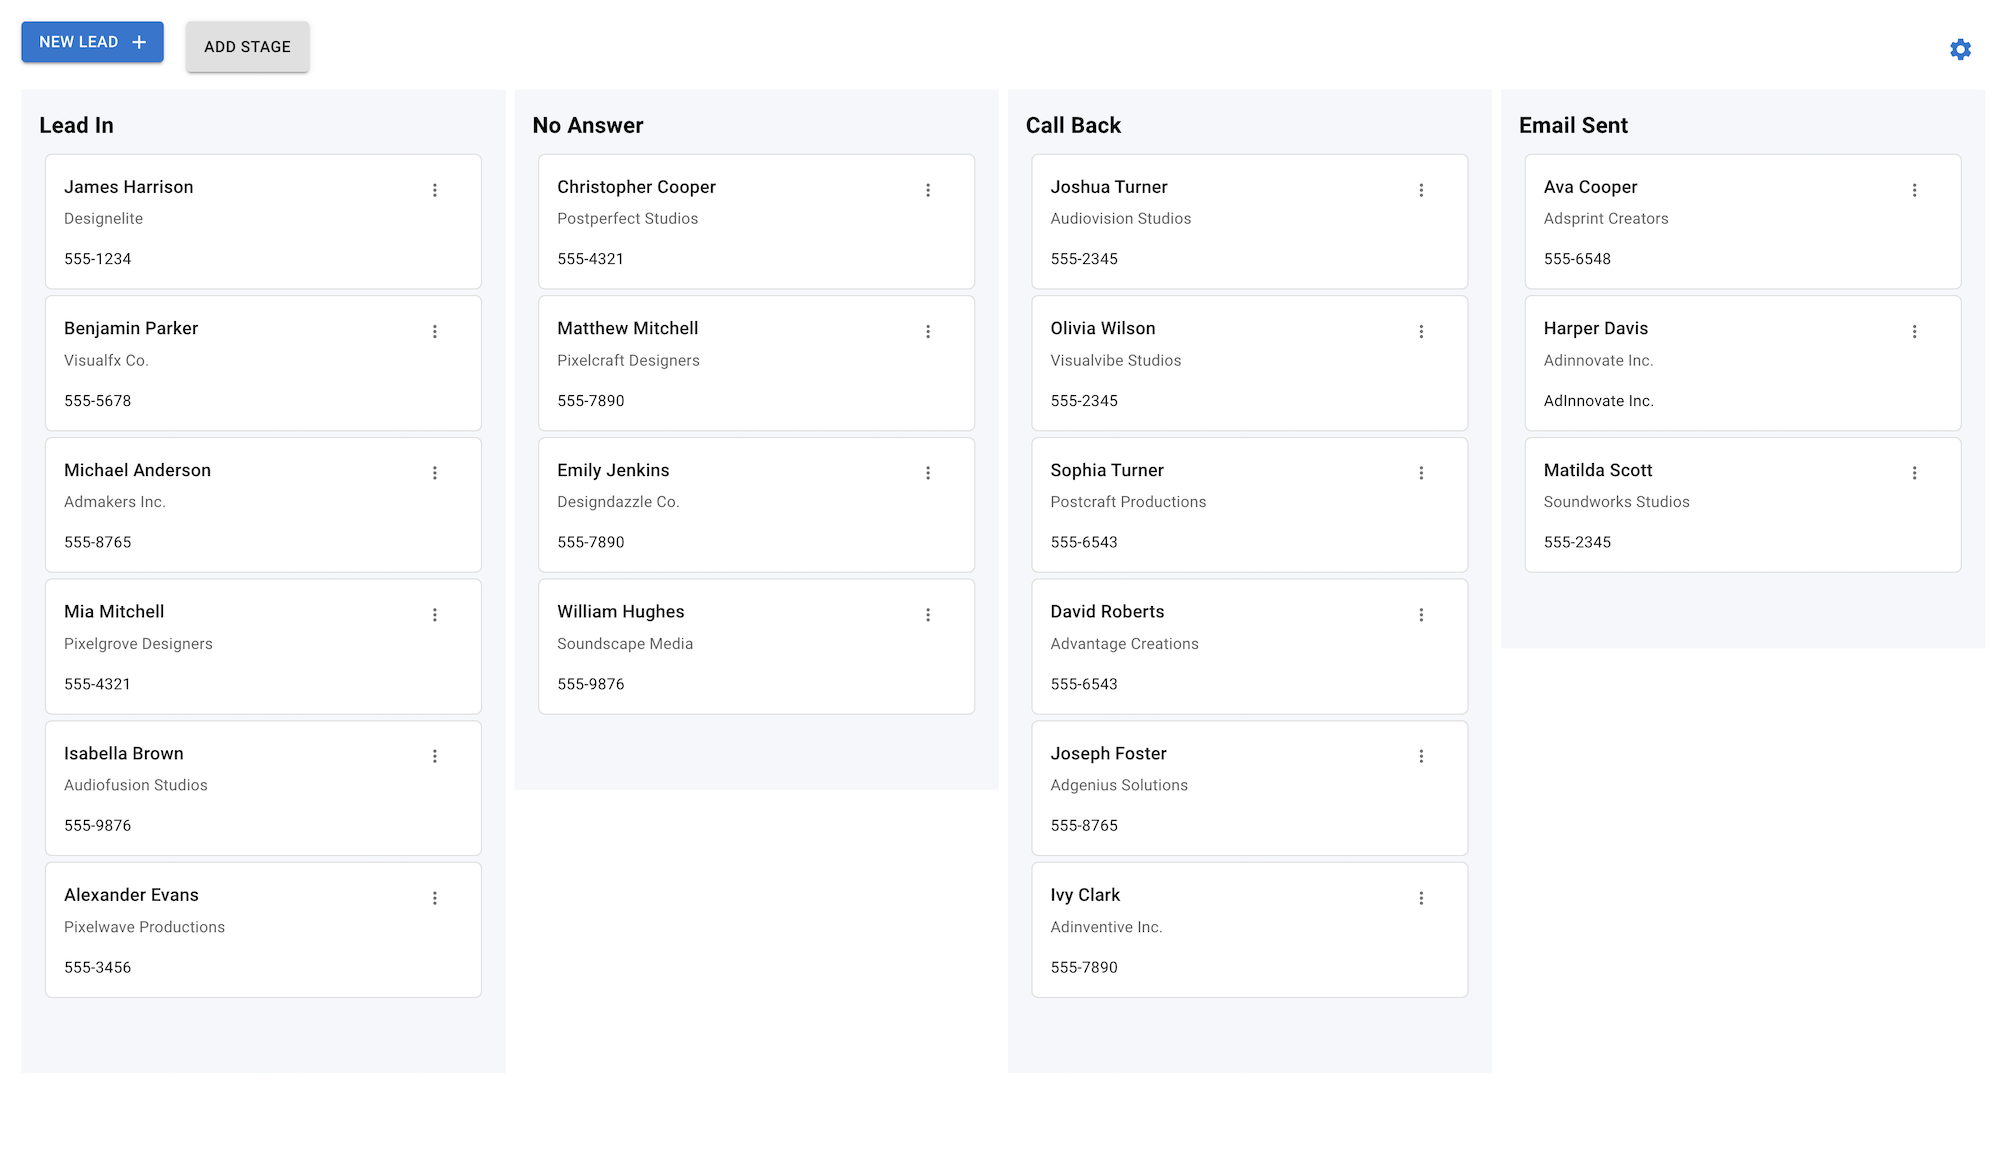 NEW LEAD +
ADD STAGE
Lead In
James Harrison
Designelite
555-1234
Benjamin Parker
Visualfx Co.
555-5678
Michael Anderson
Admakers Inc.
555-8765
Mia Mitchell
Pixelgrove Designers
555-4321
Isabella Brown
Audiofusion Studios
555-9876
Alexander Evans
Pixelwave Productions
555-3456
No Answer
Christopher Cooper
Postperfect Studios
555-4321
Matthew Mitchell
Pixelcraft Designers
555-7890
Emily Jenkins
Designdazzle Co.
555-7890
William Hughes
Soundscape Media
555-9876
Call Back
Joshua Turner
Audiovision Studios
555-2345
Olivia Wilson
Visualvibe Studios
555-2345
Sophia Turner
Postcraft Productions
555-6543
David Roberts
Advantage Creations
555-6543
Joseph Foster
Adgenius Solutions
555-8765
Ivy Clark
Adinventive Inc.
555-7890
Email Sent
Ava Cooper
Adsprint Creators
555-6548
Harper Davis
Adinnovate Inc.
AdInnovate Inc.
Matilda Scott
Soundworks Studios
555-2345